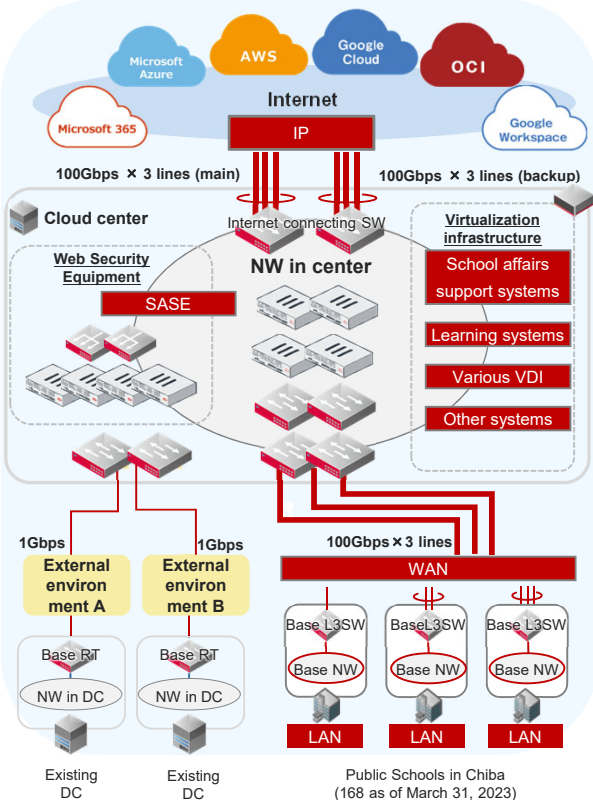 Microsoft
Azure
AWS
Google
Cloud
OCI
Microsoft 365
Internet
Google
Workspace
IP
100Gbps × 3 lines (main)
100Gbps × 3 lines (backup)
Cloud center
Internet connecting SW
Virtualization
infrastructure
Web Security
Equipment
NW in center
School affairs
support systems
SASE
Learning systems
Various VDI
Other systems
1Gbps
1Gbps
100Gbps×3 lines
External
environ
ment A
External
environ
ment B
WAN
Base RT
Base RT
Base L3SW
BaseL3SW
Base L3SW
NW in DC
NW in DC
Base NW
Base NW
Base NW
LAN
LAN
LAN
Existing
DC
Existing
DC
Public Schools in Chiba
(168 as of March 31, 2023)